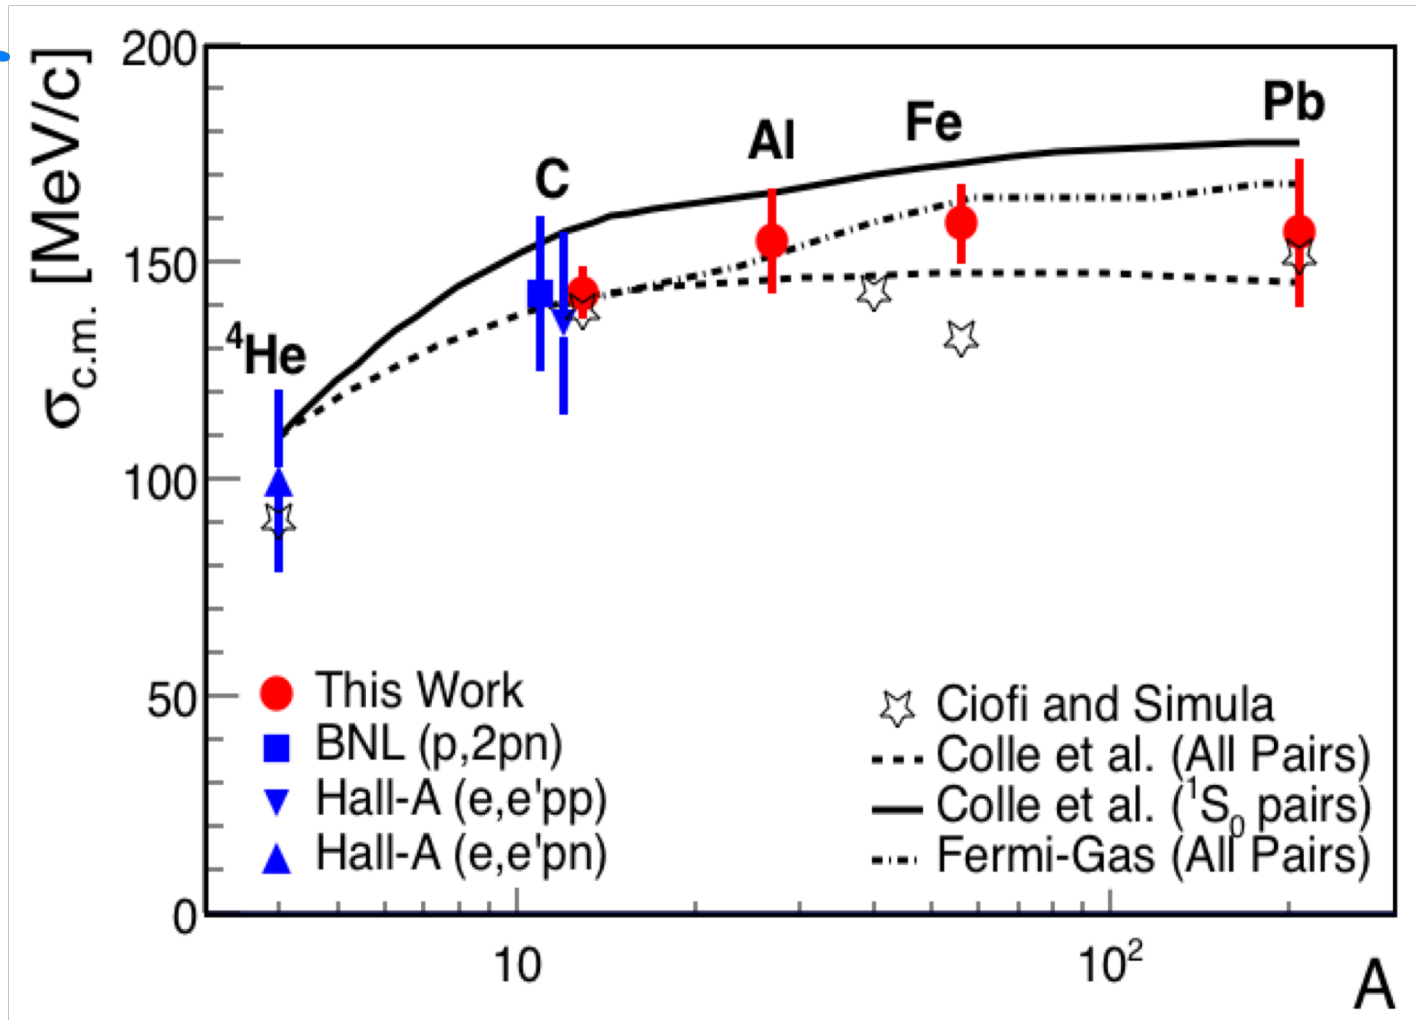 200
150
100
50
0
σc.m. [MeV/c]
⁴He
C
Al
Fe
Pb
This Work
BNL (p,2pn)
Hall-A (e,e'pp)
Hall-A (e,e'pn)
Ciofi and Simula
Colle et al. (All Pairs)
Colle et al. (¹S₀ pairs)
Fermi-Gas (All Pairs)
10
10²
A